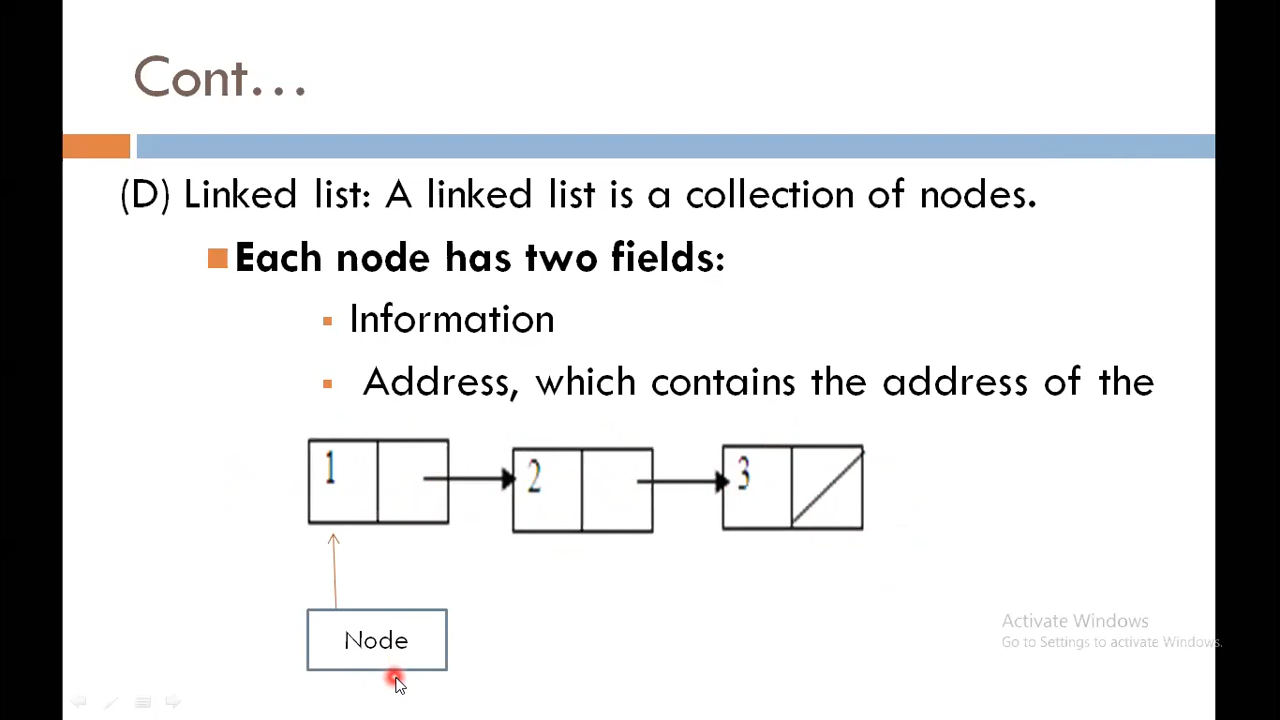 Cont...
(D) Linked list: A linked list is a collection of nodes.
Each node has two fields:
Information
Address, which contains the address of the
1 2 3
Node
Activate Windows
Go to Settings to activate Windows.